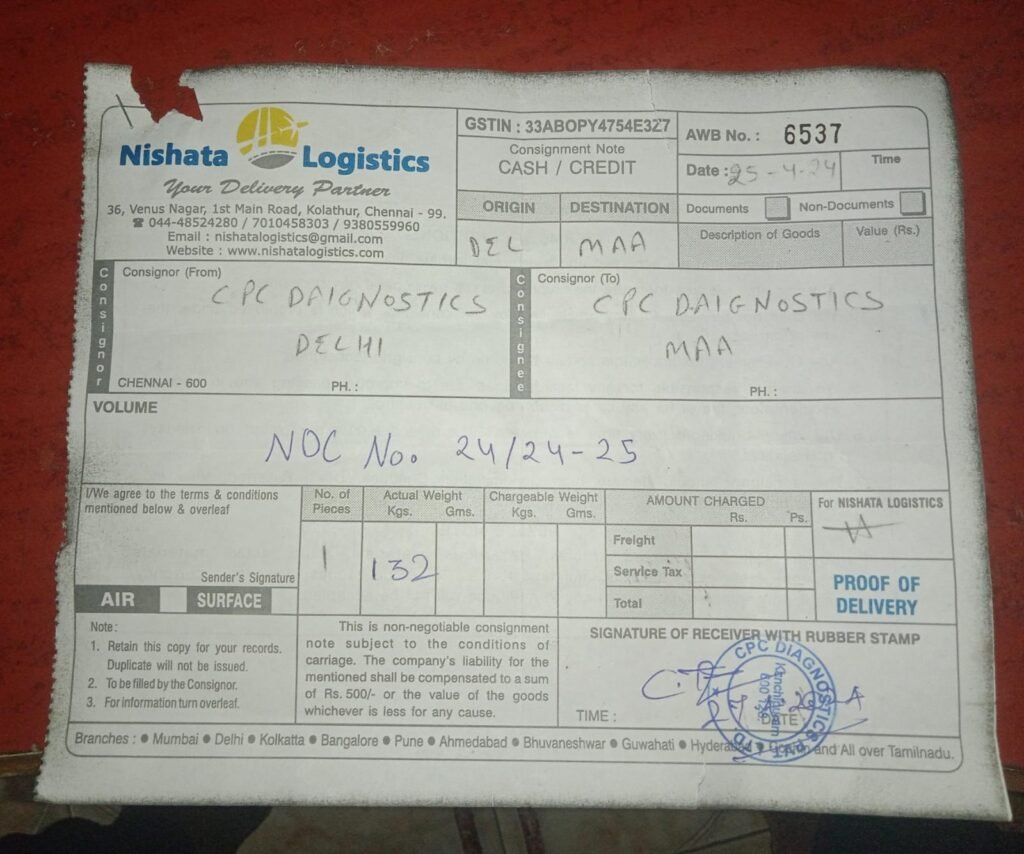 Nishata Logistics
Your Delivery Partner
36, Venus Nagar, 1st Main Road, Kolathur, Chennai - 99.
☎ 044-48524280 / 7010458303 / 9380559960
Email : nishatalogistics@gmail.com
Website : www.nishatalogistics.com
GSTIN : 33ABOPY4754E3Z7
Consignment Note
CASH / CREDIT
ORIGIN DESTINATION
DEL MAA
AWB No. : 6537
Date : 25-4-24 Time
Documents Non-Documents
Description of Goods Value (Rs.)
Consignor
Consignor (From)
CPC DAIGNOSTICS
DELHI
CHENNAI - 600 PH. :
Consignee
Consignor (To)
CPC DAIGNOSTICS
MAA
PH. :
VOLUME
NOC No. 24/24-25
I/We agree to the terms & conditions
mentioned below & overleaf
Sender's Signature
AIR SURFACE
No. of
Pieces
1
Actual Weight
Kgs. Gms.
132
Chargeable Weight
Kgs. Gms.
AMOUNT CHARGED
Rs. Ps.
Freight
Service Tax
Total
For NISHATA LOGISTICS
PROOF OF
DELIVERY
Note :
1. Retain this copy for your records.
Duplicate will not be issued.
2. To be filled by the Consignor.
3. For information turn overleaf.
This is non-negotiable consignment
note subject to the conditions of
carriage. The company's liability for the
mentioned shall be compensated to a sum
of Rs. 500/- or the value of the goods
whichever is less for any cause.
SIGNATURE OF RECEIVER WITH RUBBER STAMP
CPC DIAGNOSTICS
TIME : DATE
Branches : ● Mumbai ● Delhi ● Kolkatta ● Bangalore ● Pune ● Ahmedabad ● Bhuvaneshwar ● Guwahati ● Hyderabad and All over Tamilnadu.